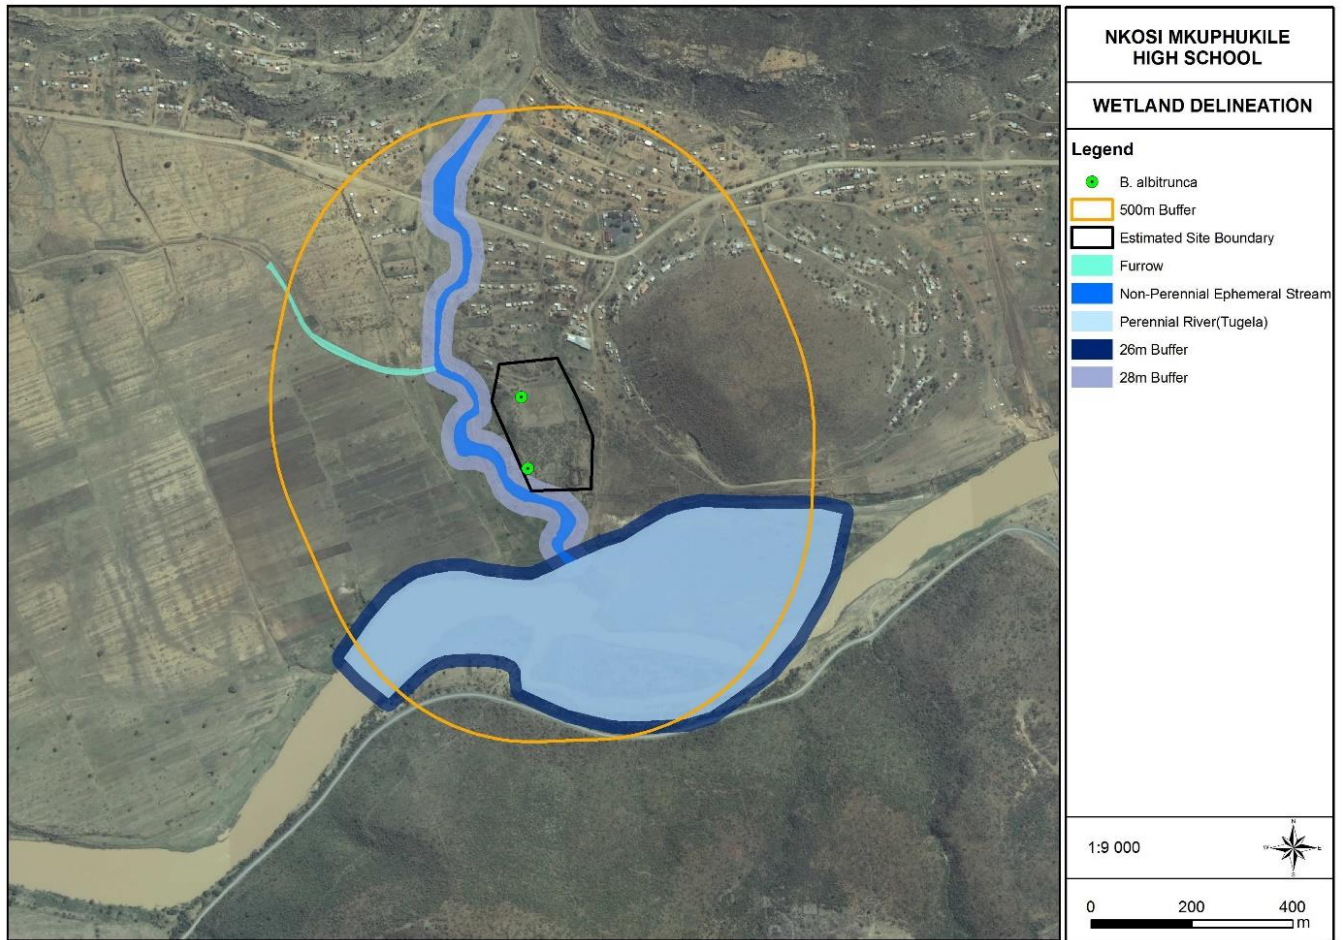 NKOSI MKUPHUKILE
HIGH SCHOOL
WETLAND DELINEATION
Legend
B. albitrunca
500m Buffer
Estimated Site Boundary
Furrow
Non-Perennial Ephemeral Stream
Perennial River(Tugela)
26m Buffer
28m Buffer
1:9 000
N
W E
S
0 200 400
m